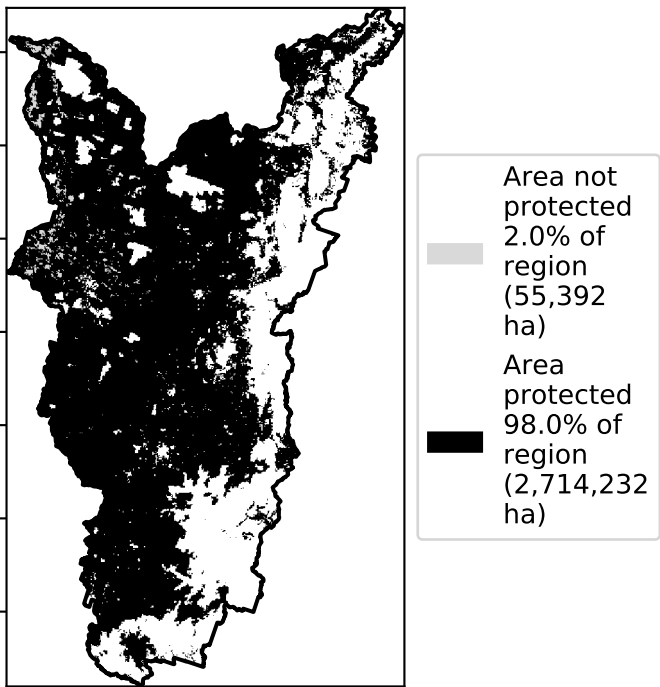 Area not
protected
2.0% of
region
(55,392
ha)
Area
protected
98.0% of
region
(2,714,232
ha)